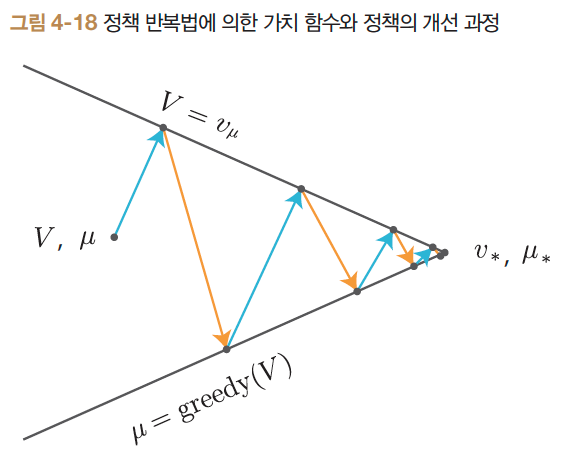 그림 4-18 정책 반복법에 의한 가치 함수와 정책의 개선 과정
V = v_μ
V, μ
v_*, μ_*
μ = greedy(V)